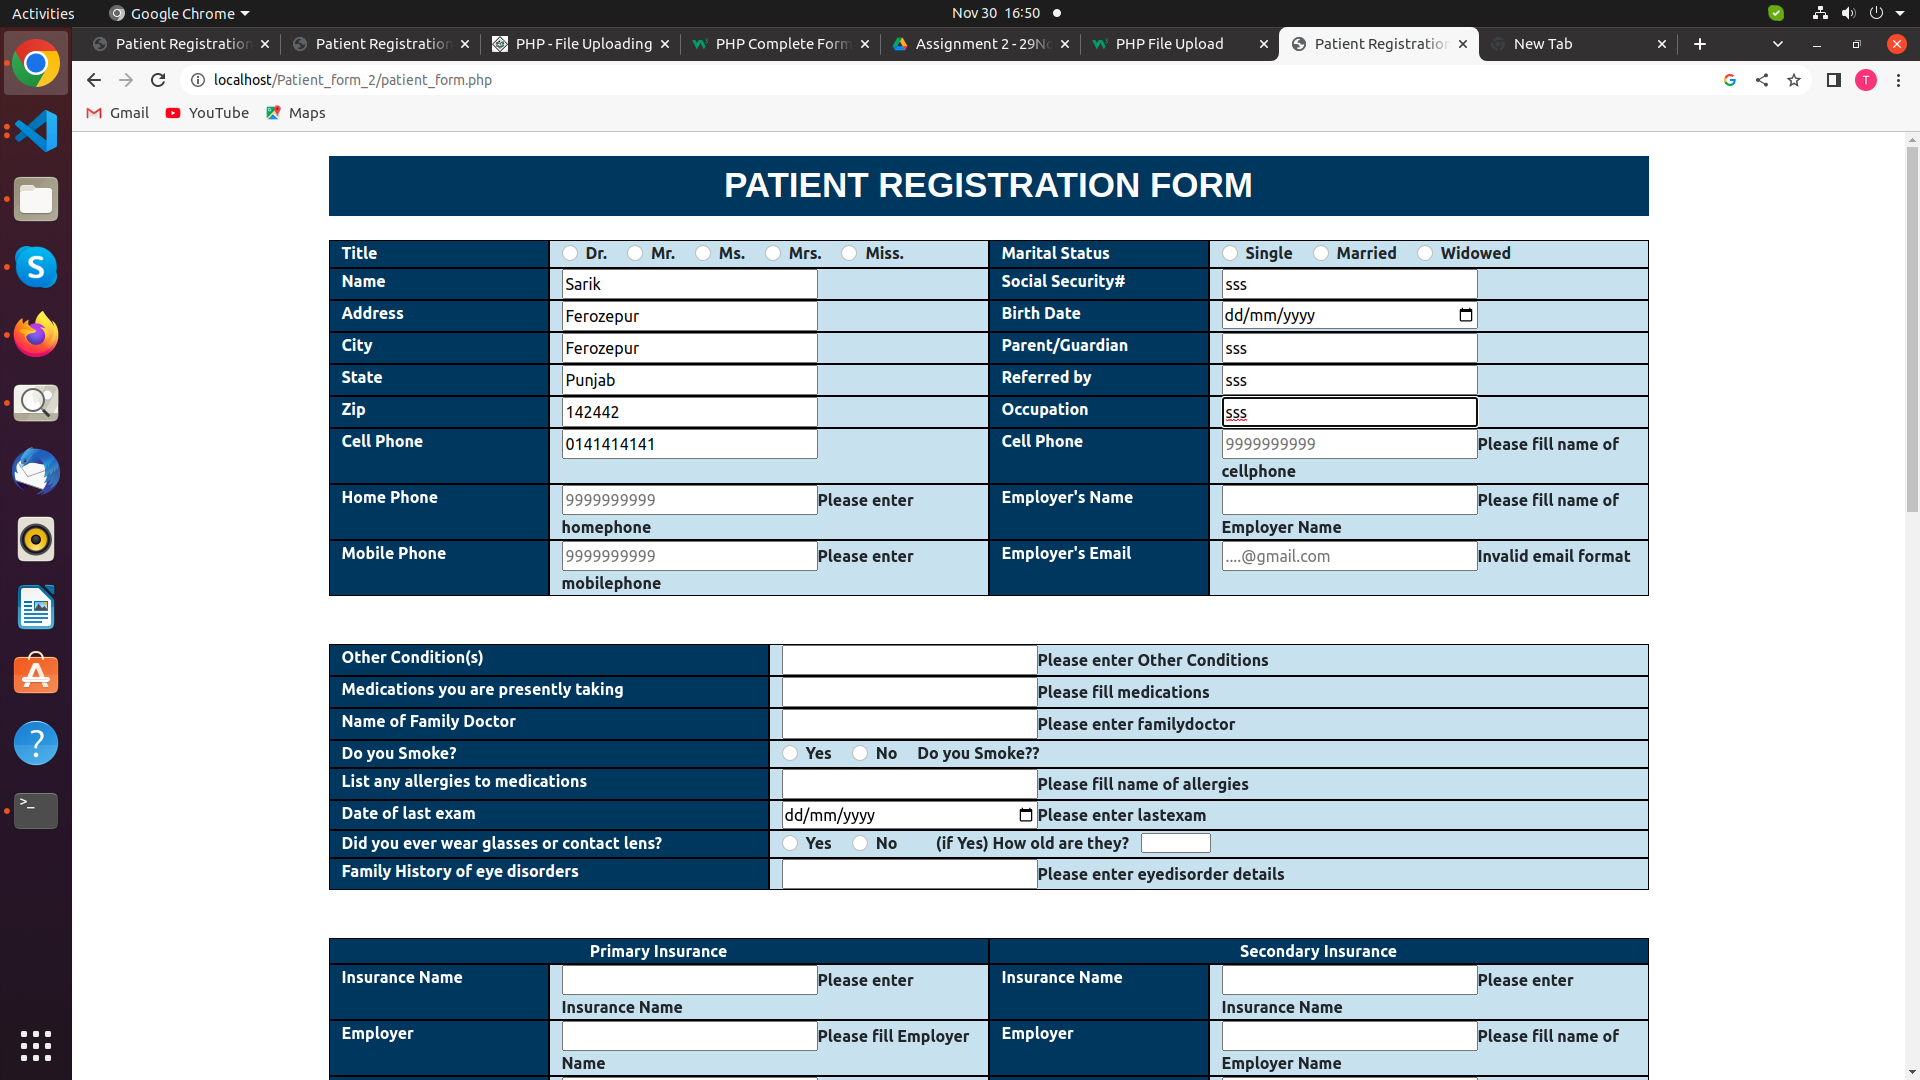 Activities Google Chrome Nov 30 16:50
Patient Registration Patient Registration PHP - File Uploading PHP Complete Form Assignment 2 - 29No PHP File Upload Patient Registration New Tab
localhost/Patient_form_2/patient_form.php T
Gmail YouTube Maps
PATIENT REGISTRATION FORM
Title Dr. Mr. Ms. Mrs. Miss. Marital Status Single Married Widowed
Name Sarik Social Security# sss
Address Ferozepur Birth Date dd/mm/yyyy
City Ferozepur Parent/Guardian sss
State Punjab Referred by sss
Zip 142442 Occupation sss
Cell Phone 0141414141 Cell Phone 9999999999 Please fill name of
cellphone
Home Phone 9999999999 Please enter Employer's Name Please fill name of
homephone Employer Name
Mobile Phone 9999999999 Please enter Employer's Email ....@gmail.com Invalid email format
mobilephone
Other Condition(s) Please enter Other Conditions
Medications you are presently taking Please fill medications
Name of Family Doctor Please enter familydoctor
Do you Smoke? Yes No Do you Smoke??
List any allergies to medications Please fill name of allergies
Date of last exam dd/mm/yyyy Please enter lastexam
Did you ever wear glasses or contact lens? Yes No (if Yes) How old are they?
Family History of eye disorders Please enter eyedisorder details
Primary Insurance Secondary Insurance
Insurance Name Please enter Insurance Name Please enter
Insurance Name Insurance Name
Employer Please fill Employer Employer Please fill name of
Name Employer Name